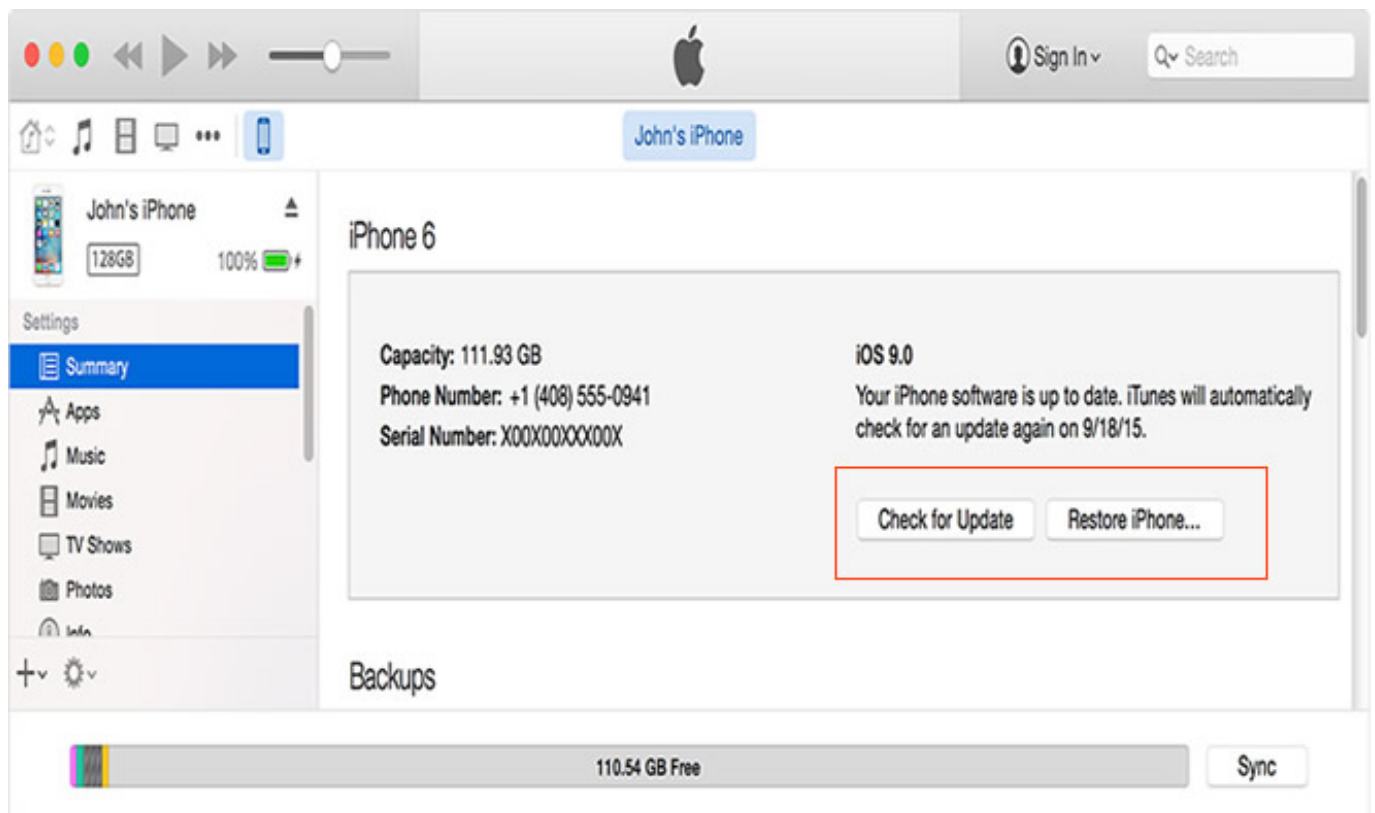 Sign In
Search
John's iPhone
John's iPhone
128GB
100%
Settings
Summary
Apps
Music
Movies
TV Shows
Photos
Info
iPhone 6
Capacity: 111.93 GB
Phone Number: +1 (408) 555-0941
Serial Number: X00X00XXX00X
iOS 9.0
Your iPhone software is up to date. iTunes will automatically
check for an update again on 9/18/15.
Check for Update
Restore iPhone...
Backups
110.54 GB Free
Sync